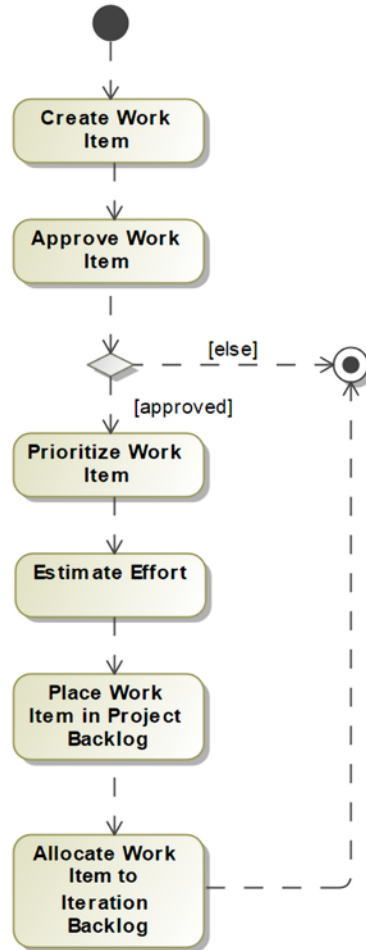 Create Work
Item
Approve Work
Item
[else]
[approved]
Prioritize Work
Item
Estimate Effort
Place Work
Item in Project
Backlog
Allocate Work
Item to
Iteration
Backlog